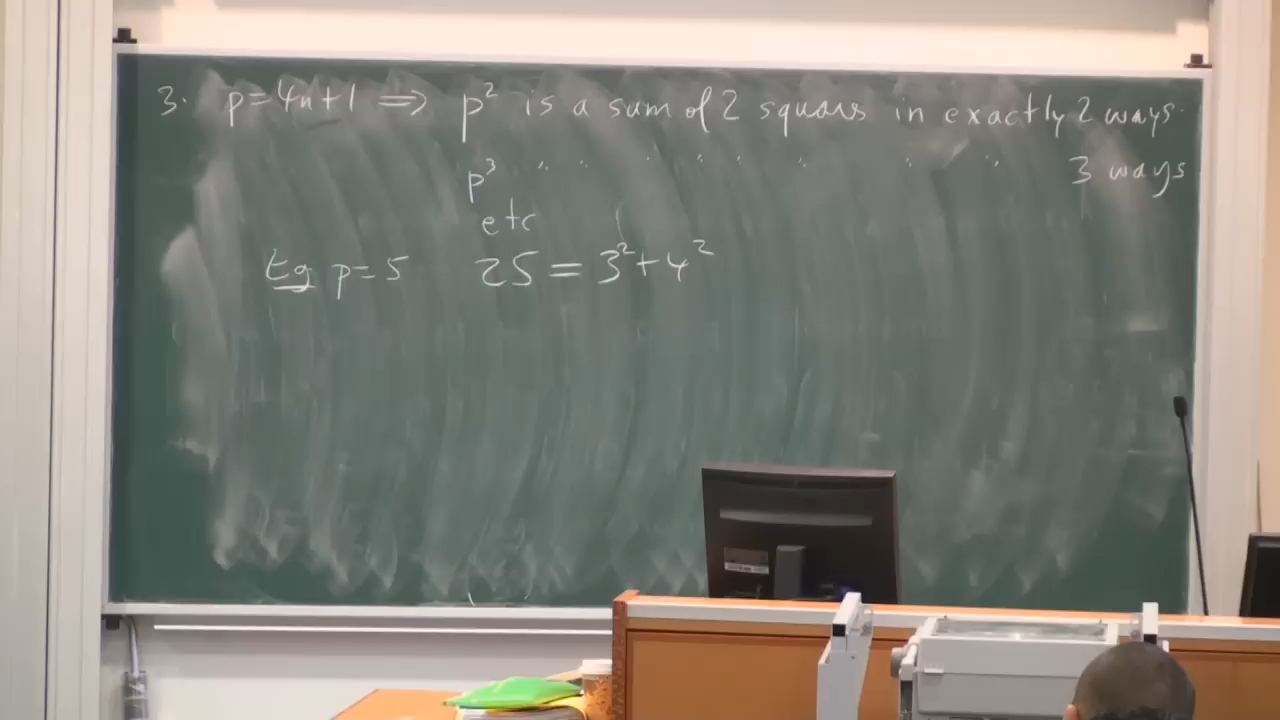 3. p=4n+1 ⟹ p² is a sum of 2 squares in exactly 2 ways.
p³ " " " " " " " " 3 ways
etc
Eg p=5 25=3²+4²